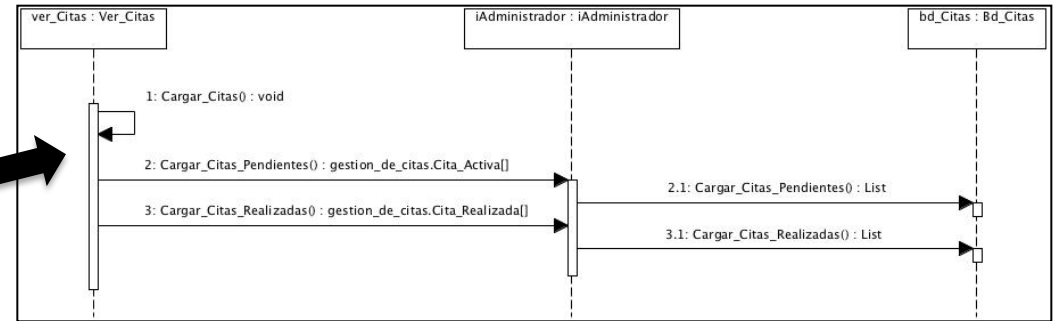 ver_Citas : Ver_Citas
iAdministrador : iAdministrador
bd_Citas : Bd_Citas
1: Cargar_Citas() : void
2: Cargar_Citas_Pendientes() : gestion_de_citas.Cita_Activa[]
2.1: Cargar_Citas_Pendientes() : List
3: Cargar_Citas_Realizadas() : gestion_de_citas.Cita_Realizada[]
3.1: Cargar_Citas_Realizadas() : List